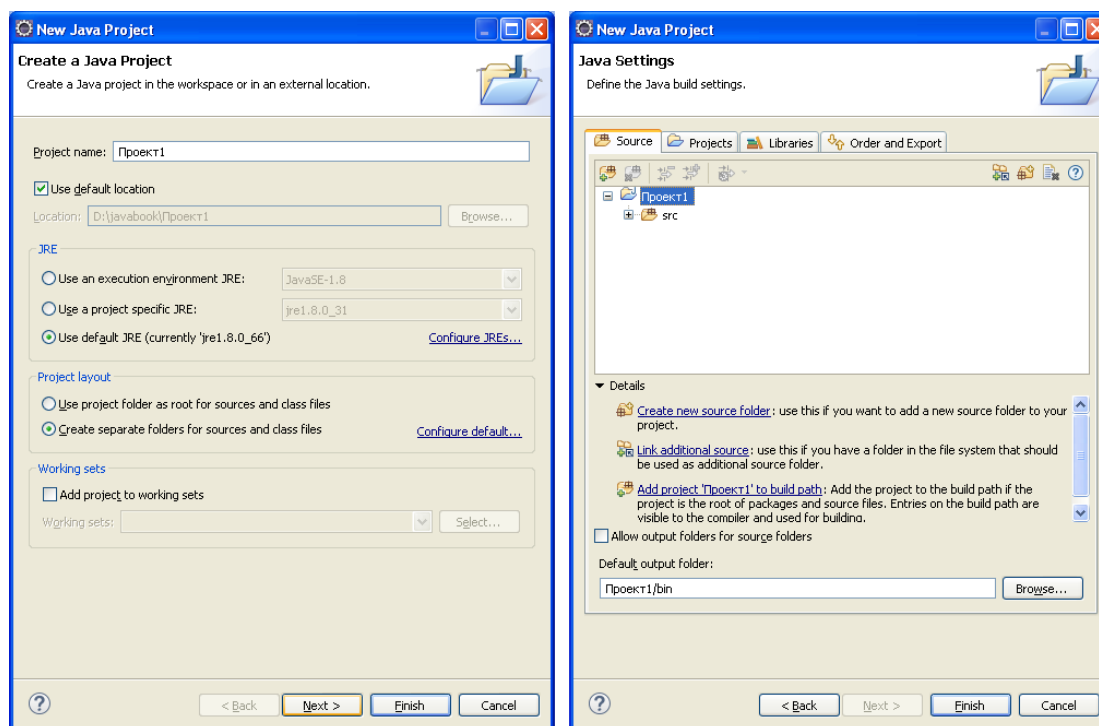 New Java Project
Create a Java Project
Create a Java project in the workspace or in an external location.
Project name: Проект1
Use default location
Location: D:\javabook\Проект1 Browse...
JRE
Use an execution environment JRE: JavaSE-1.8
Use a project specific JRE: jre1.8.0_31
Use default JRE (currently 'jre1.8.0_66') Configure JREs...
Project layout
Use project folder as root for sources and class files
Create separate folders for sources and class files Configure default...
Working sets
Add project to working sets
Working sets: Select...
? < Back Next > Finish Cancel
New Java Project
Java Settings
Define the Java build settings.
Source Projects Libraries Order and Export
Проект1
src
Details
Create new source folder: use this if you want to add a new source folder to your
project.
Link additional source: use this if you have a folder in the file system that should
be used as additional source folder.
Add project 'Проект1' to build path: Add the project to the build path if the
project is the root of packages and source files. Entries on the build path are
visible to the compiler and used for building.
Allow output folders for source folders
Default output folder:
Проект1/bin Browse...
? < Back Next > Finish Cancel